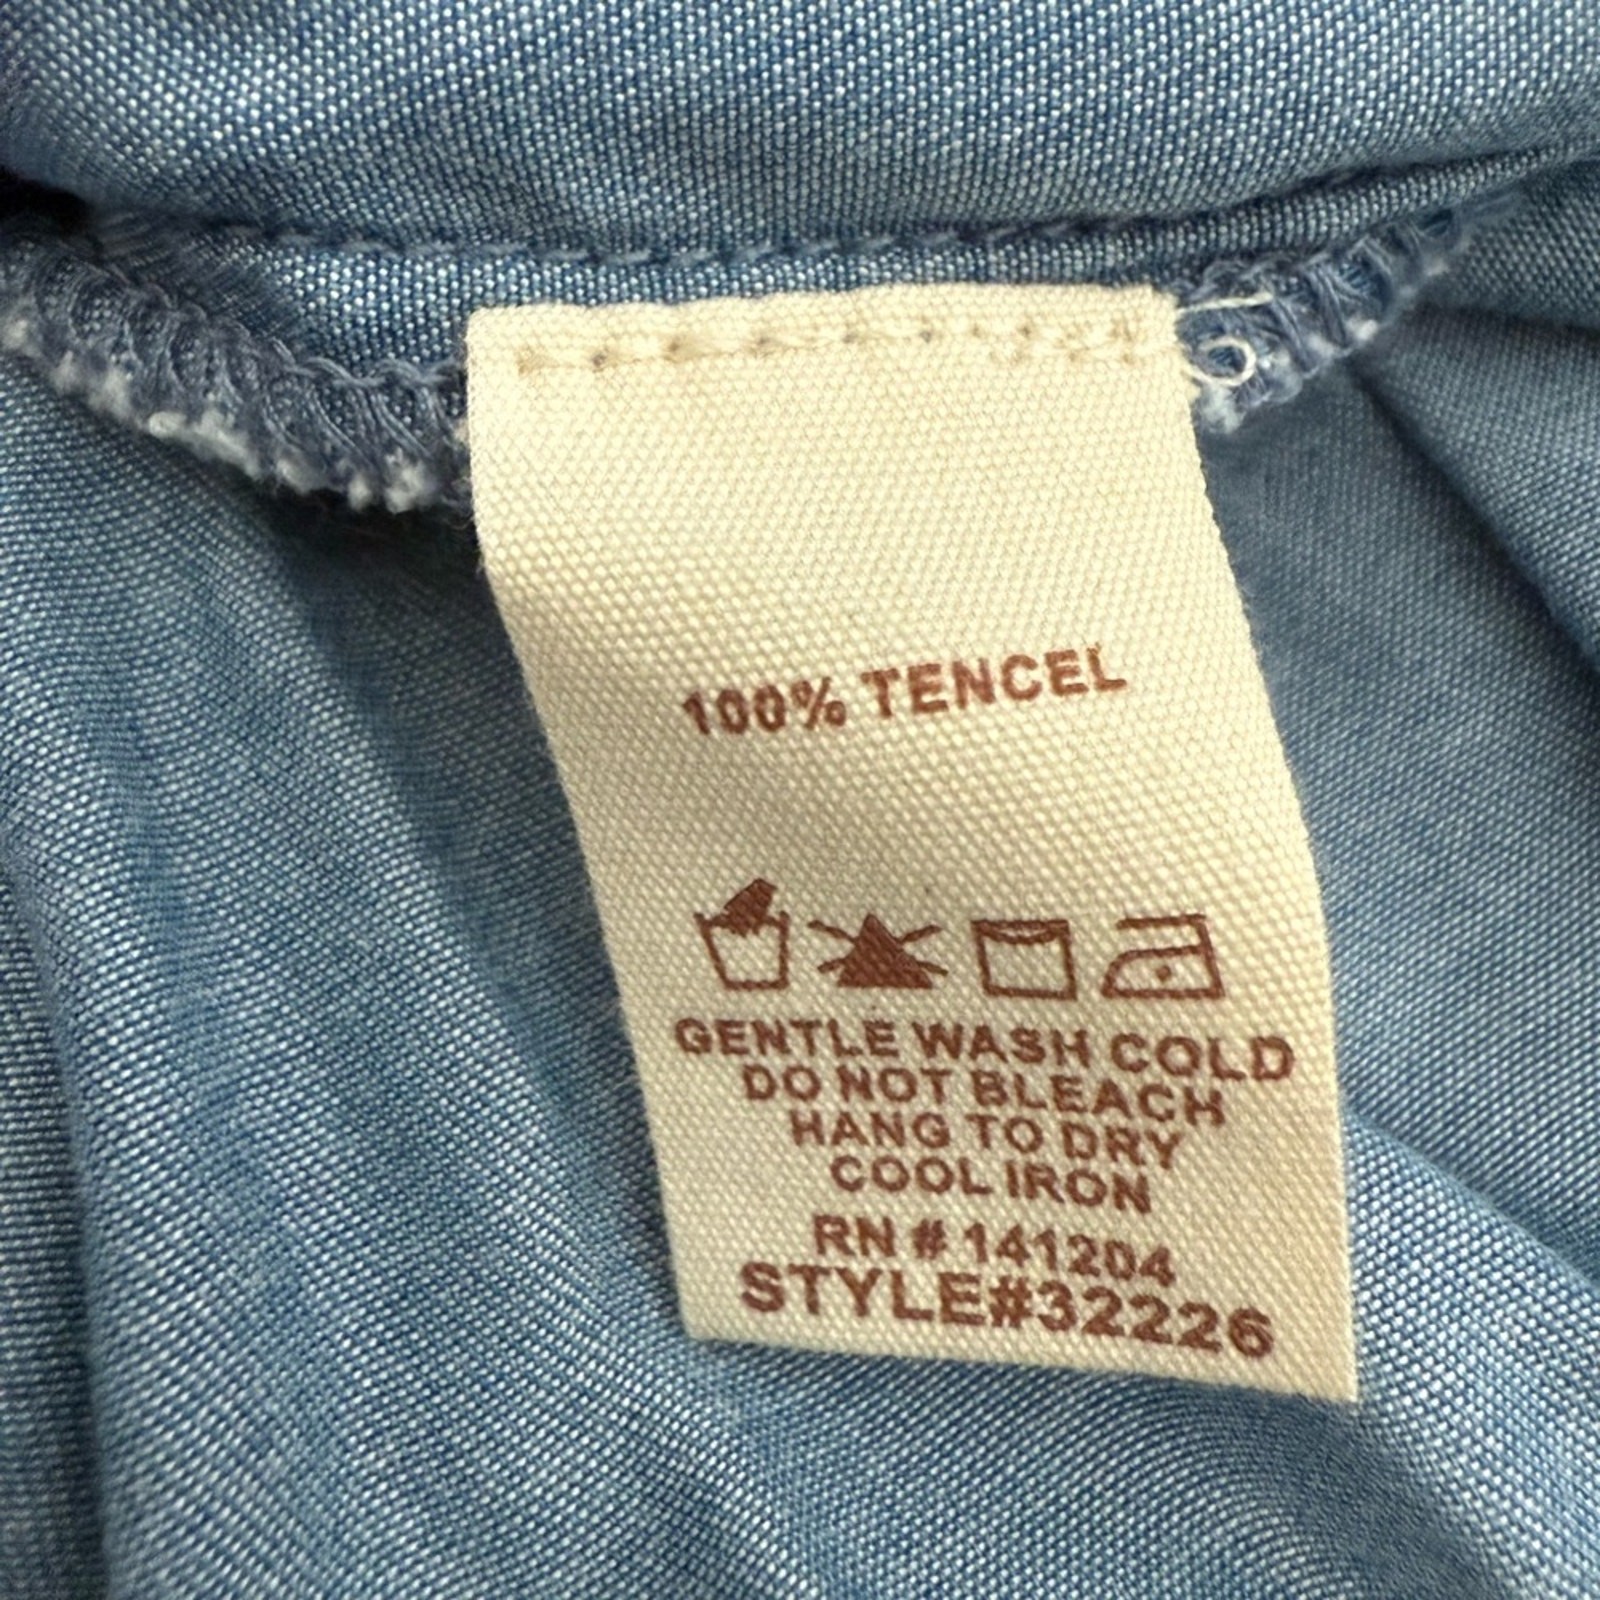 100% TENCEL
GENTLE WASH COLD
DO NOT BLEACH
HANG TO DRY
COOL IRON
RN # 141204
STYLE#32226